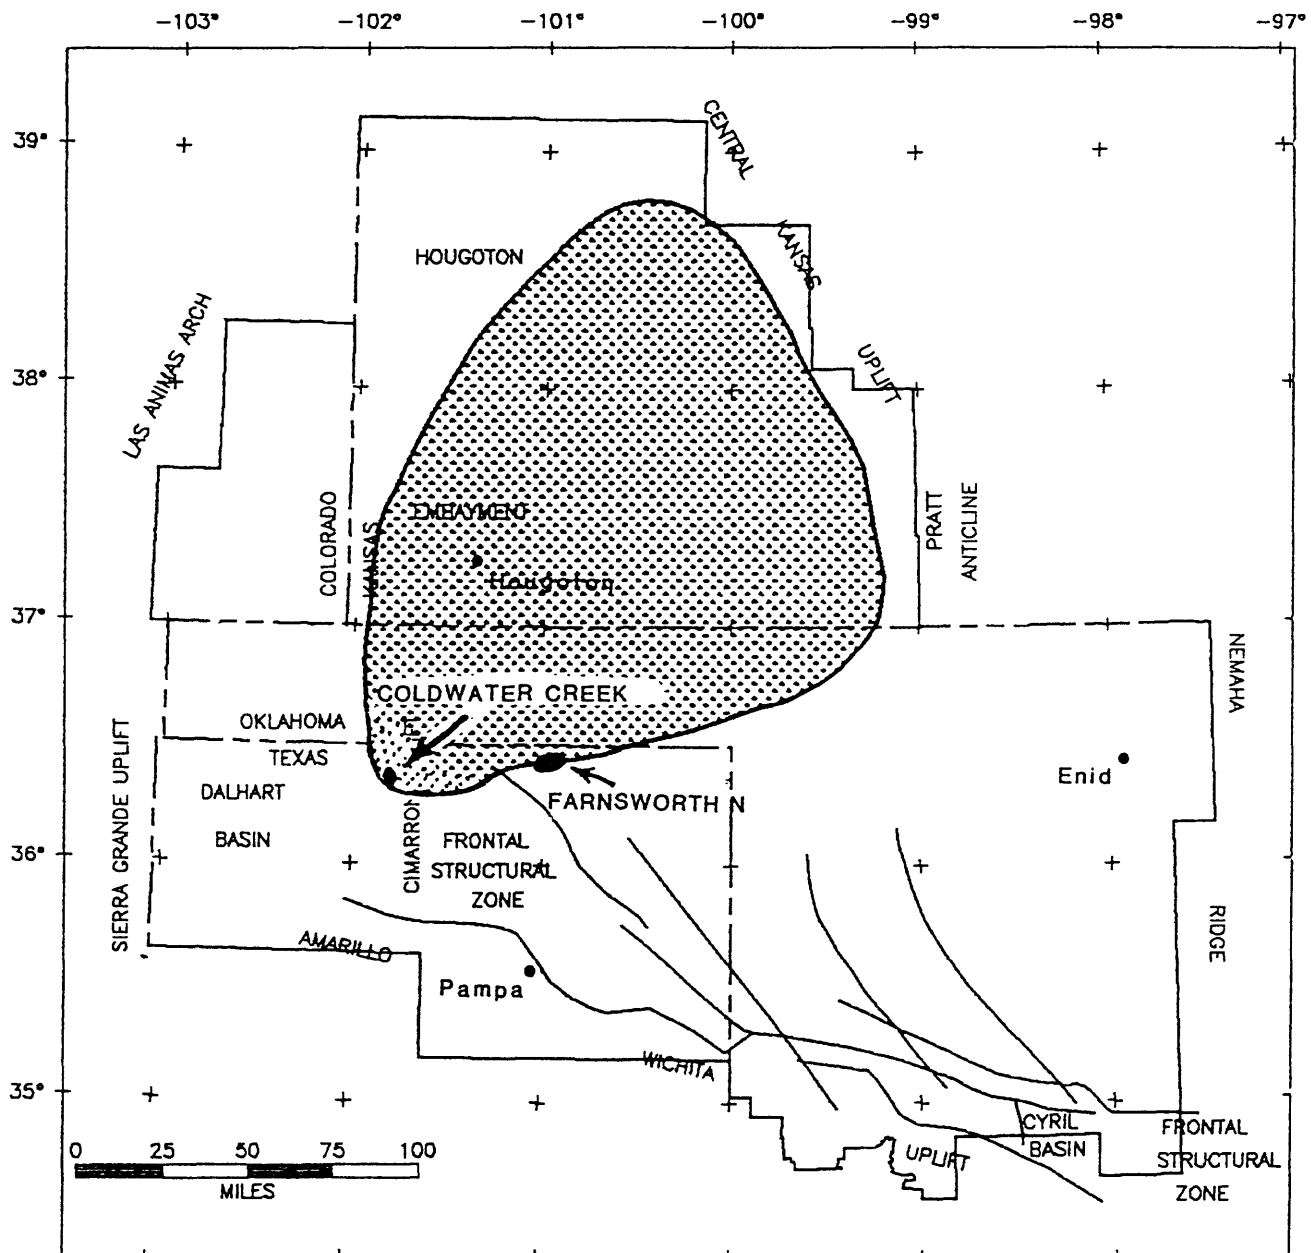 -103° -102° -101° -100° -99° -98° -97°
39°
CENTRAL
KANSAS
HOUGOTON
LAS ANIMAS ARCH
38°
UPLIFT
EMBAYMENT
COLORADO
KANSAS
PRATT
ANTICLINE
Hougoton
37°
NEMAHA
COLDWATER CREEK
OKLAHOMA
TEXAS
SIERRA GRANDE UPLIFT
DALHART
BASIN
Enid
FARNSWORTH N
CIMARRON
FRONTAL
STRUCTURAL
ZONE
36°
RIDGE
AMARILLO
Pampa
WICHITA
35°
CYRIL
BASIN
UPLIFT
FRONTAL
STRUCTURAL
ZONE
0 25 50 75 100
MILES